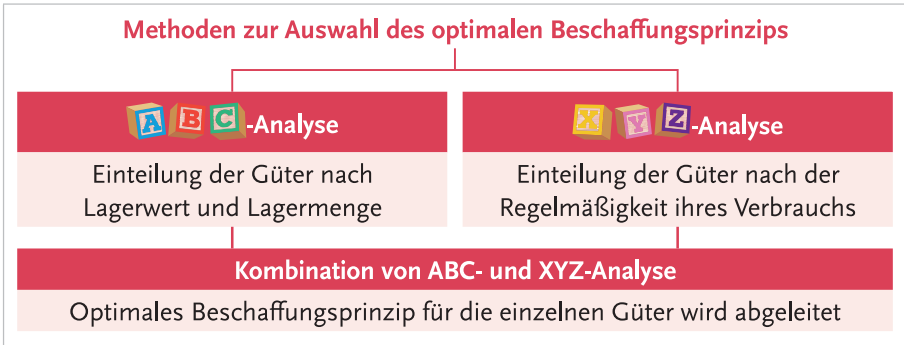 Methoden zur Auswahl des optimalen Beschaffungsprinzips
ABC-Analyse
Einteilung der Güter nach
Lagerwert und Lagermenge
XYZ-Analyse
Einteilung der Güter nach der
Regelmäßigkeit ihres Verbrauchs
Kombination von ABC- und XYZ-Analyse
Optimales Beschaffungsprinzip für die einzelnen Güter wird abgeleitet